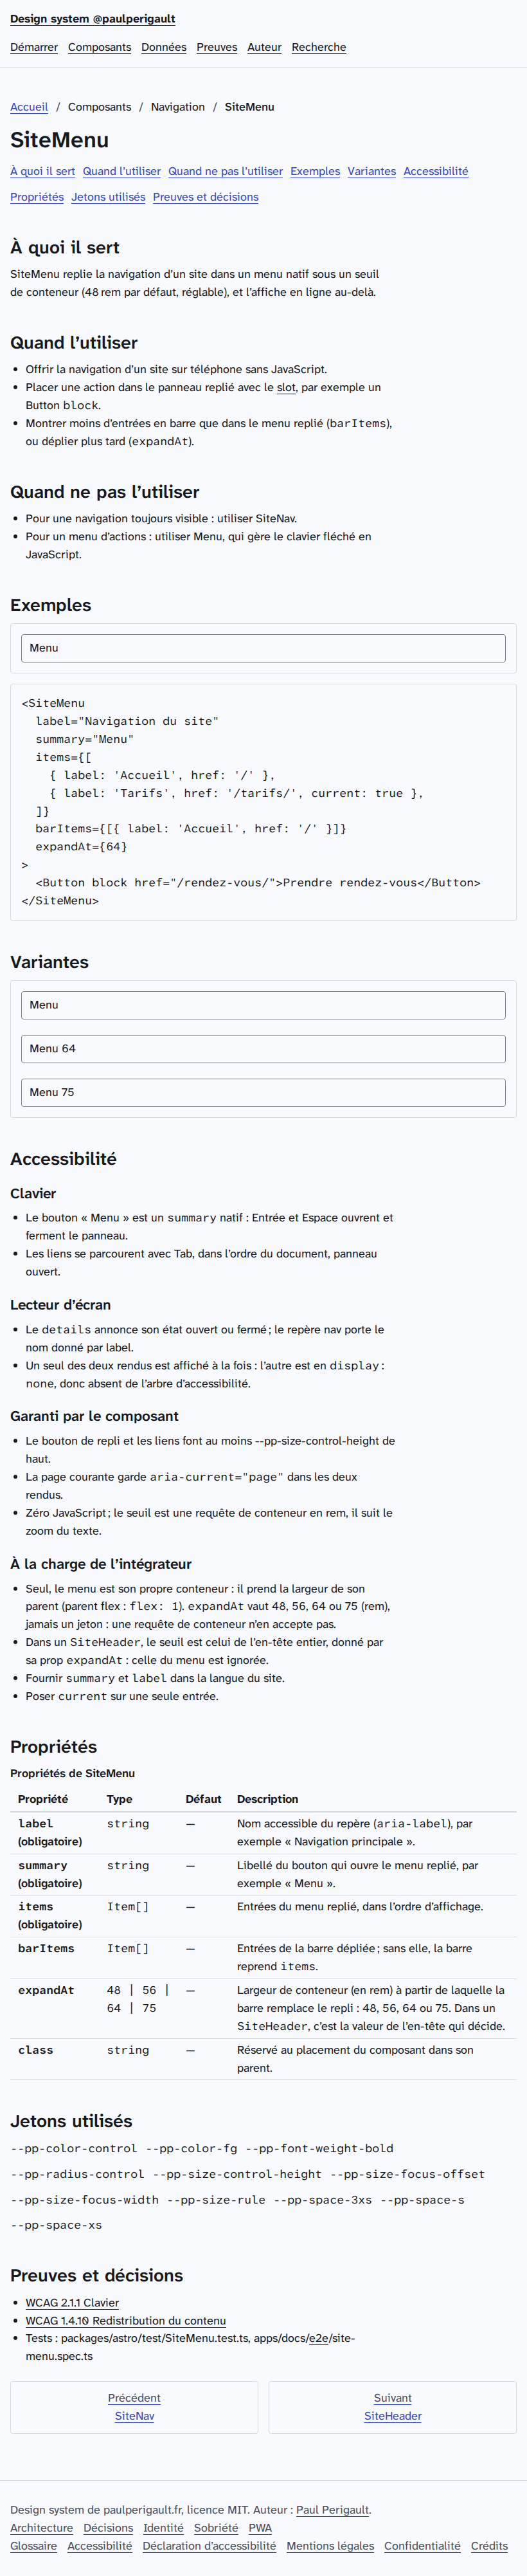 Design system @paulperigault
Démarrer Composants Données Preuves Auteur Recherche
Accueil / Composants / Navigation / SiteMenu
SiteMenu
À quoi il sert Quand l’utiliser Quand ne pas l’utiliser Exemples Variantes Accessibilité
Propriétés Jetons utilisés Preuves et décisions
À quoi il sert
SiteMenu replie la navigation d’un site dans un menu natif sous un seuil
de conteneur (48 rem par défaut, réglable), et l’affiche en ligne au-delà.
Quand l’utiliser
• Offrir la navigation d’un site sur téléphone sans JavaScript.
• Placer une action dans le panneau replié avec le slot, par exemple un
Button block.
• Montrer moins d’entrées en barre que dans le menu replié (barItems),
ou déplier plus tard (expandAt).
Quand ne pas l’utiliser
• Pour une navigation toujours visible : utiliser SiteNav.
• Pour un menu d’actions : utiliser Menu, qui gère le clavier fléché en
JavaScript.
Exemples
Menu
<SiteMenu
  label="Navigation du site"
  summary="Menu"
  items={[
    { label: 'Accueil', href: '/' },
    { label: 'Tarifs', href: '/tarifs/', current: true },
  ]}
  barItems={[{ label: 'Accueil', href: '/' }]}
  expandAt={64}
>
  <Button block href="/rendez-vous/">Prendre rendez-vous</Button>
</SiteMenu>
Variantes
Menu
Menu 64
Menu 75
Accessibilité
Clavier
• Le bouton « Menu » est un summary natif : Entrée et Espace ouvrent et
ferment le panneau.
• Les liens se parcourent avec Tab, dans l’ordre du document, panneau
ouvert.
Lecteur d’écran
• Le details annonce son état ouvert ou fermé ; le repère nav porte le
nom donné par label.
• Un seul des deux rendus est affiché à la fois : l’autre est en display:
none, donc absent de l’arbre d’accessibilité.
Garanti par le composant
• Le bouton de repli et les liens font au moins --pp-size-control-height de
haut.
• La page courante garde aria-current="page" dans les deux
rendus.
• Zéro JavaScript ; le seuil est une requête de conteneur en rem, il suit le
zoom du texte.
À la charge de l’intégrateur
• Seul, le menu est son propre conteneur : il prend la largeur de son
parent (parent flex : flex: 1). expandAt vaut 48, 56, 64 ou 75 (rem),
jamais un jeton : une requête de conteneur n’en accepte pas.
• Dans un SiteHeader, le seuil est celui de l’en-tête entier, donné par
sa prop expandAt : celle du menu est ignorée.
• Fournir summary et label dans la langue du site.
• Poser current sur une seule entrée.
Propriétés
Propriétés de SiteMenu
Propriété Type Défaut Description
label (obligatoire) string — Nom accessible du repère (aria-label), par
exemple « Navigation principale ».
summary (obligatoire) string — Libellé du bouton qui ouvre le menu replié, par
exemple « Menu ».
items (obligatoire) Item[] — Entrées du menu replié, dans l’ordre d’affichage.
barItems Item[] — Entrées de la barre dépliée ; sans elle, la barre
reprend items.
expandAt 48 | 56 | 64 | 75 — Largeur de conteneur (en rem) à partir de laquelle la
barre remplace le repli : 48, 56, 64 ou 75. Dans un
SiteHeader, c’est la valeur de l’en-tête qui décide.
class string — Réservé au placement du composant dans son
parent.
Jetons utilisés
--pp-color-control --pp-color-fg --pp-font-weight-bold
--pp-radius-control --pp-size-control-height --pp-size-focus-offset
--pp-size-focus-width --pp-size-rule --pp-space-3xs --pp-space-s
--pp-space-xs
Preuves et décisions
• WCAG 2.1.1 Clavier
• WCAG 1.4.10 Redistribution du contenu
• Tests : packages/astro/test/SiteMenu.test.ts, apps/docs/e2e/site-
menu.spec.ts
Précédent
SiteNav
Suivant
SiteHeader
Design system de paulperigault.fr, licence MIT. Auteur : Paul Perigault.
Architecture Décisions Identité Sobriété PWA
Glossaire Accessibilité Déclaration d’accessibilité Mentions légales Confidentialité Crédits